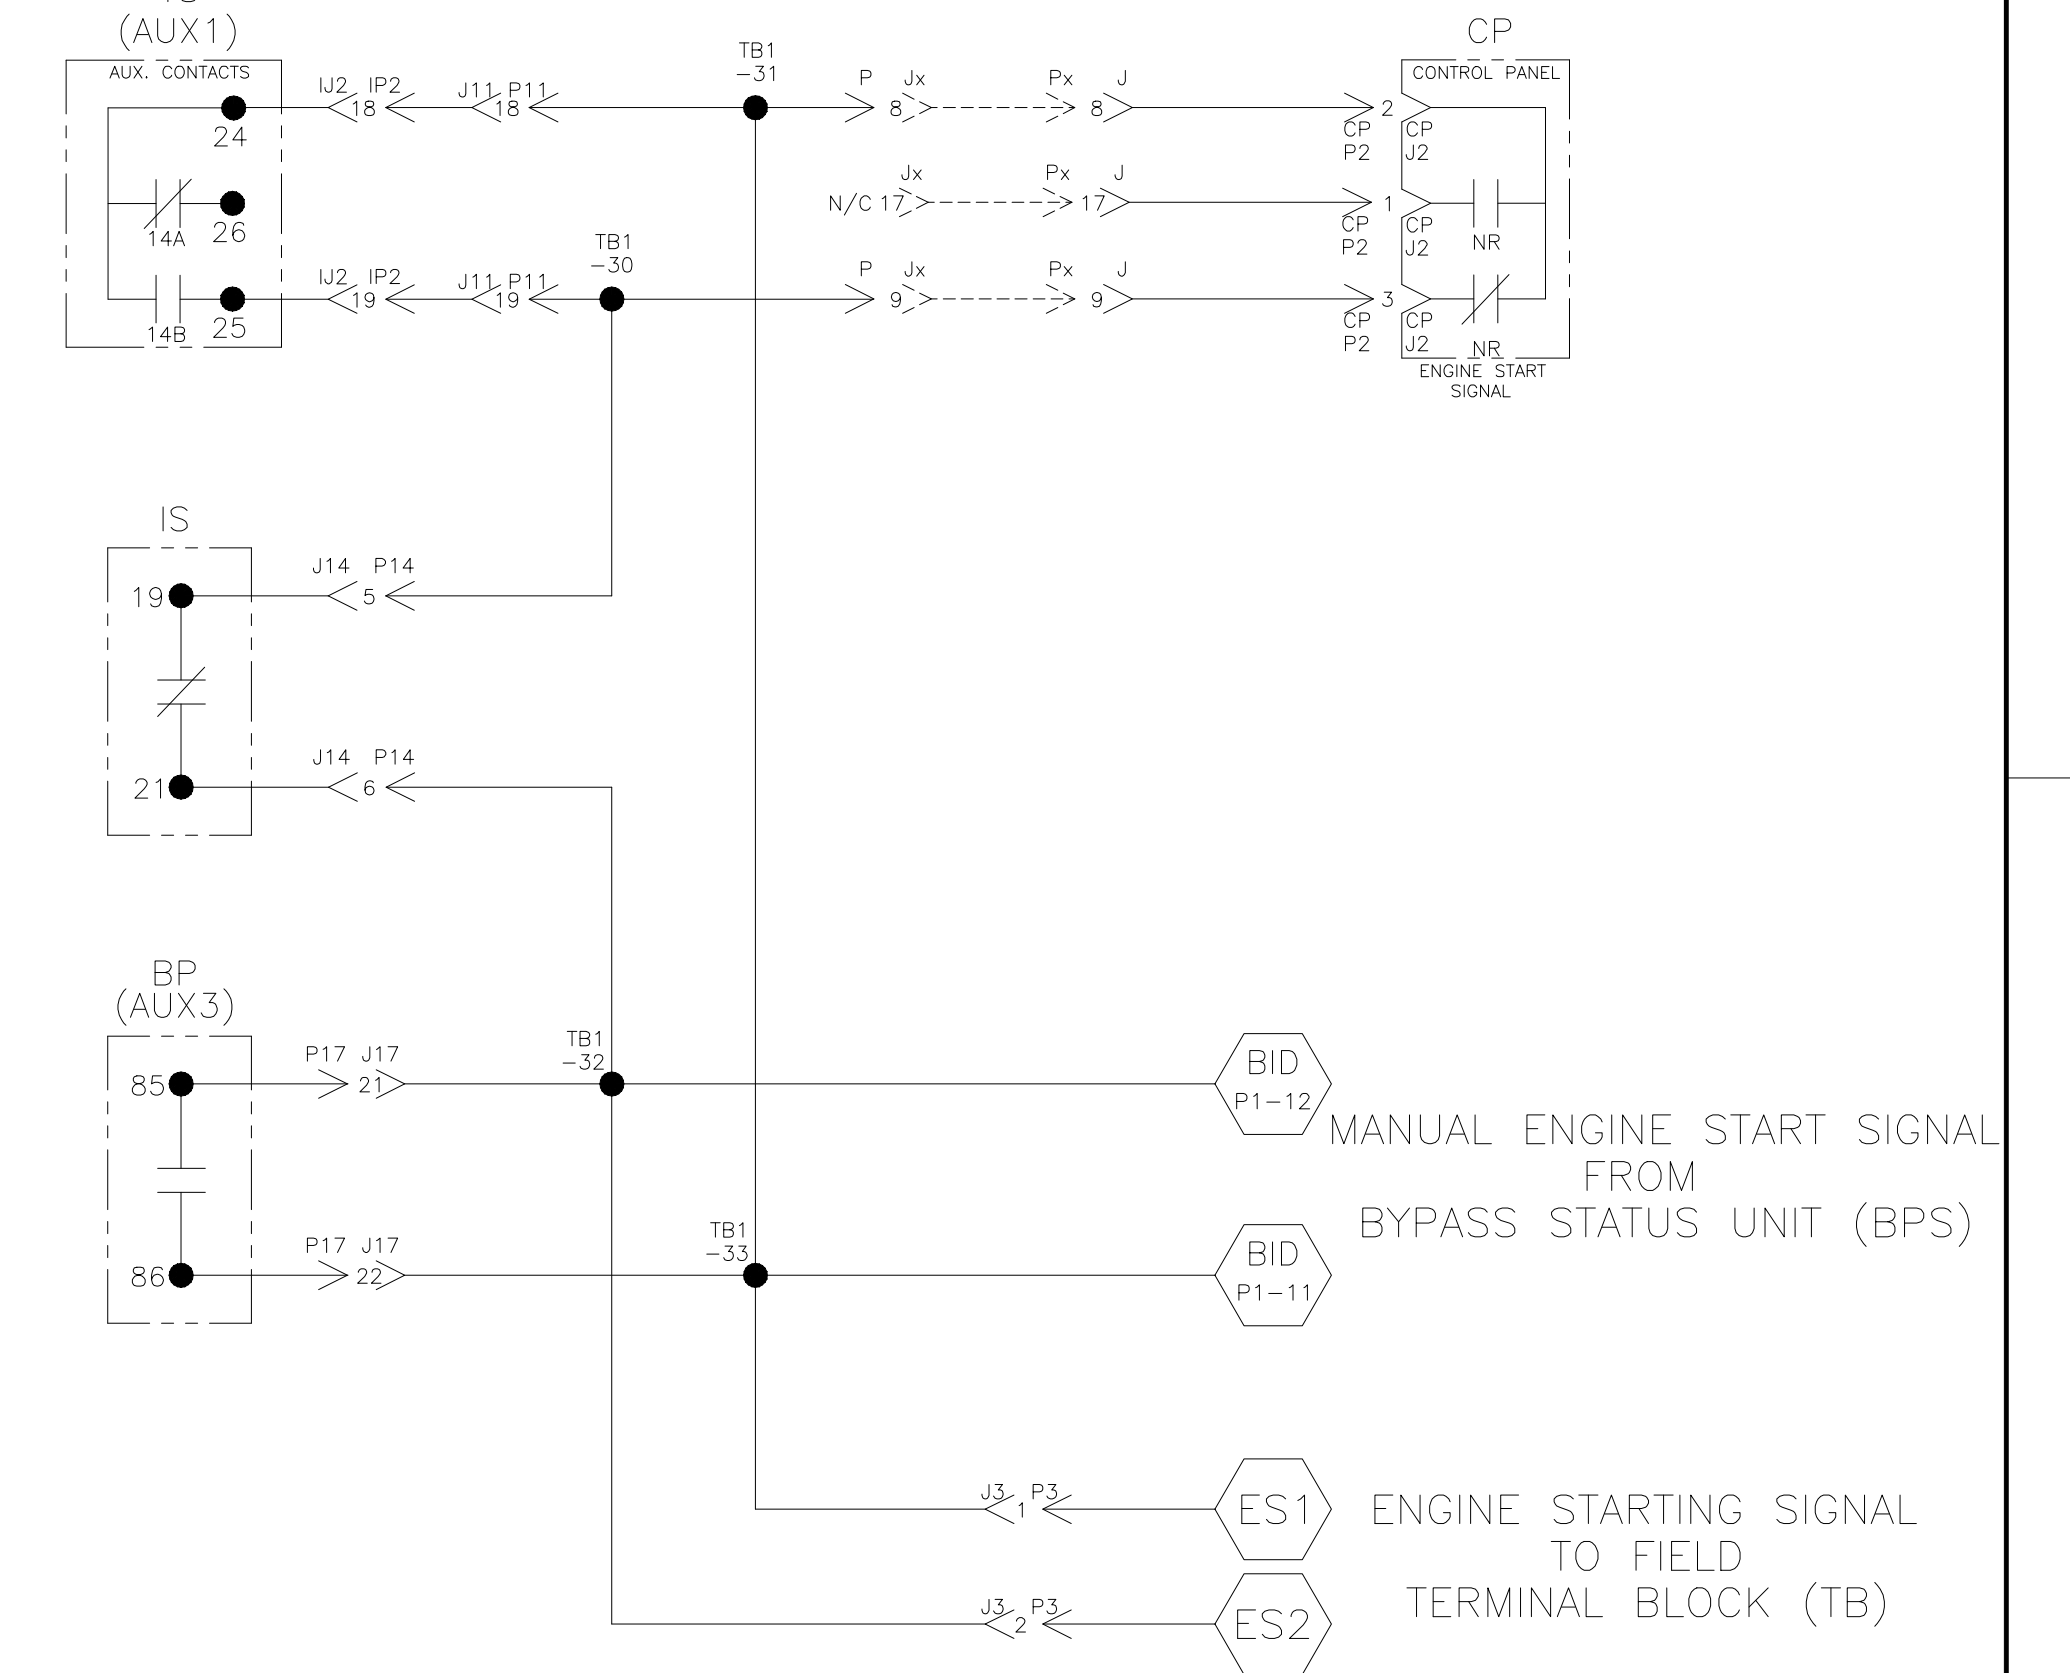 (AUX1)
AUX. CONTACTS
24
14A
26
14B
25
IJ2 IP2
18
J11 P11
18
TB1
-31
P Jx
8
Px J
8
2
CP
P2
CP
J2
CP
CONTROL PANEL
Jx
N/C 17
Px J
17
1
CP
P2
CP
J2
NR
IJ2 IP2
19
J11 P11
19
TB1
-30
P Jx
9
Px J
9
3
CP
P2
CP
J2
NR
ENGINE START
SIGNAL
IS
19
J14 P14
5
21
J14 P14
6
BP
(AUX3)
85
P17 J17
21
TB1
-32
BID
P1-12
MANUAL ENGINE START SIGNAL
FROM
BYPASS STATUS UNIT (BPS)
86
P17 J17
22
TB1
-33
BID
P1-11
J3 P3
1
ES1
ENGINE STARTING SIGNAL
TO FIELD
TERMINAL BLOCK (TB)
J3 P3
2
ES2